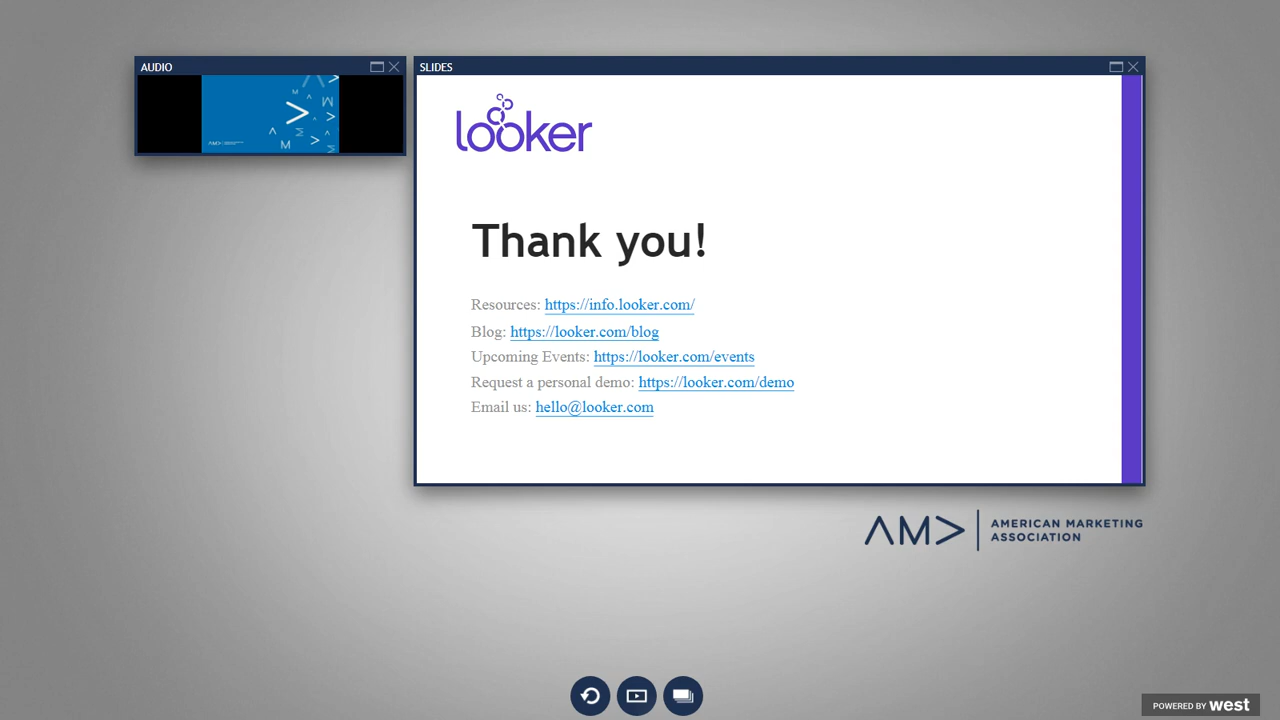 AUDIO
SLIDES
looker
Thank you!
Resources: https://info.looker.com/
Blog: https://looker.com/blog
Upcoming Events: https://looker.com/events
Request a personal demo: https://looker.com/demo
Email us: hello@looker.com
AMA
AMERICAN MARKETING
ASSOCIATION
POWERED BY west